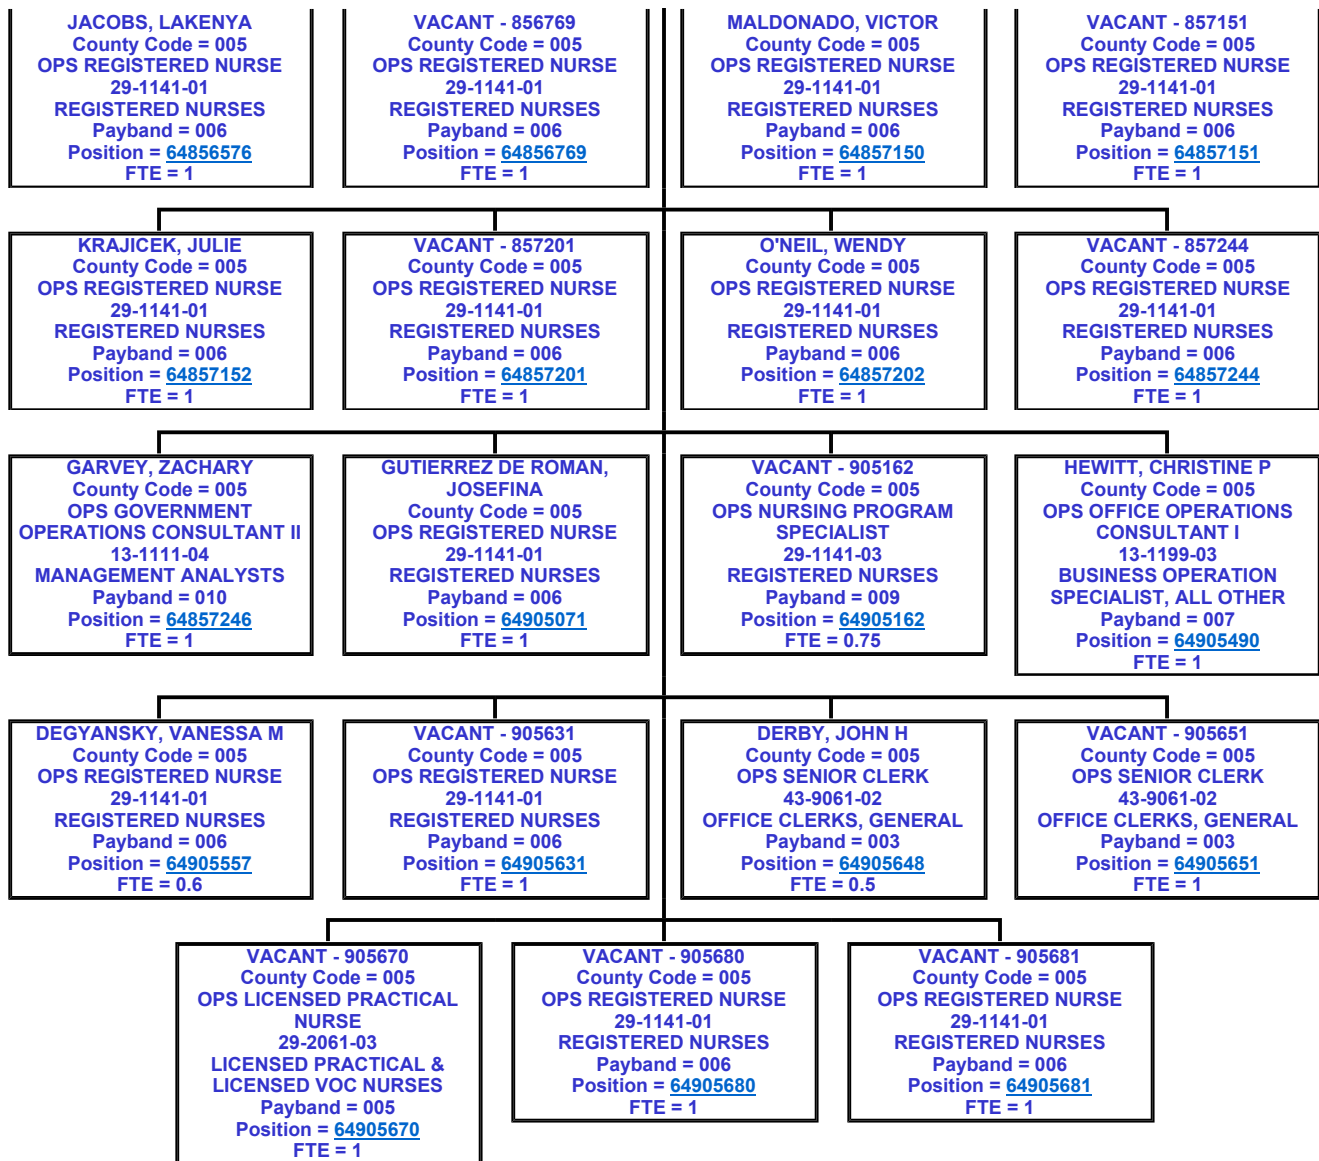 JACOBS, LAKENYA
County Code = 005
OPS REGISTERED NURSE
29-1141-01
REGISTERED NURSES
Payband = 006
Position = 64856576
FTE = 1
VACANT - 856769
County Code = 005
OPS REGISTERED NURSE
29-1141-01
REGISTERED NURSES
Payband = 006
Position = 64856769
FTE = 1
MALDONADO, VICTOR
County Code = 005
OPS REGISTERED NURSE
29-1141-01
REGISTERED NURSES
Payband = 006
Position = 64857150
FTE = 1
VACANT - 857151
County Code = 005
OPS REGISTERED NURSE
29-1141-01
REGISTERED NURSES
Payband = 006
Position = 64857151
FTE = 1
KRAJICEK, JULIE
County Code = 005
OPS REGISTERED NURSE
29-1141-01
REGISTERED NURSES
Payband = 006
Position = 64857152
FTE = 1
VACANT - 857201
County Code = 005
OPS REGISTERED NURSE
29-1141-01
REGISTERED NURSES
Payband = 006
Position = 64857201
FTE = 1
O'NEIL, WENDY
County Code = 005
OPS REGISTERED NURSE
29-1141-01
REGISTERED NURSES
Payband = 006
Position = 64857202
FTE = 1
VACANT - 857244
County Code = 005
OPS REGISTERED NURSE
29-1141-01
REGISTERED NURSES
Payband = 006
Position = 64857244
FTE = 1
GARVEY, ZACHARY
County Code = 005
OPS GOVERNMENT
OPERATIONS CONSULTANT II
13-1111-04
MANAGEMENT ANALYSTS
Payband = 010
Position = 64857246
FTE = 1
GUTIERREZ DE ROMAN,
JOSEFINA
County Code = 005
OPS REGISTERED NURSE
29-1141-01
REGISTERED NURSES
Payband = 006
Position = 64905071
FTE = 1
VACANT - 905162
County Code = 005
OPS NURSING PROGRAM
SPECIALIST
29-1141-03
REGISTERED NURSES
Payband = 009
Position = 64905162
FTE = 0.75
HEWITT, CHRISTINE P
County Code = 005
OPS OFFICE OPERATIONS
CONSULTANT I
13-1199-03
BUSINESS OPERATION
SPECIALIST, ALL OTHER
Payband = 007
Position = 64905490
FTE = 1
DEGYANSKY, VANESSA M
County Code = 005
OPS REGISTERED NURSE
29-1141-01
REGISTERED NURSES
Payband = 006
Position = 64905557
FTE = 0.6
VACANT - 905631
County Code = 005
OPS REGISTERED NURSE
29-1141-01
REGISTERED NURSES
Payband = 006
Position = 64905631
FTE = 1
DERBY, JOHN H
County Code = 005
OPS SENIOR CLERK
43-9061-02
OFFICE CLERKS, GENERAL
Payband = 003
Position = 64905648
FTE = 0.5
VACANT - 905651
County Code = 005
OPS SENIOR CLERK
43-9061-02
OFFICE CLERKS, GENERAL
Payband = 003
Position = 64905651
FTE = 1
VACANT - 905670
County Code = 005
OPS LICENSED PRACTICAL
NURSE
29-2061-03
LICENSED PRACTICAL &
LICENSED VOC NURSES
Payband = 005
Position = 64905670
FTE = 1
VACANT - 905680
County Code = 005
OPS REGISTERED NURSE
29-1141-01
REGISTERED NURSES
Payband = 006
Position = 64905680
FTE = 1
VACANT - 905681
County Code = 005
OPS REGISTERED NURSE
29-1141-01
REGISTERED NURSES
Payband = 006
Position = 64905681
FTE = 1